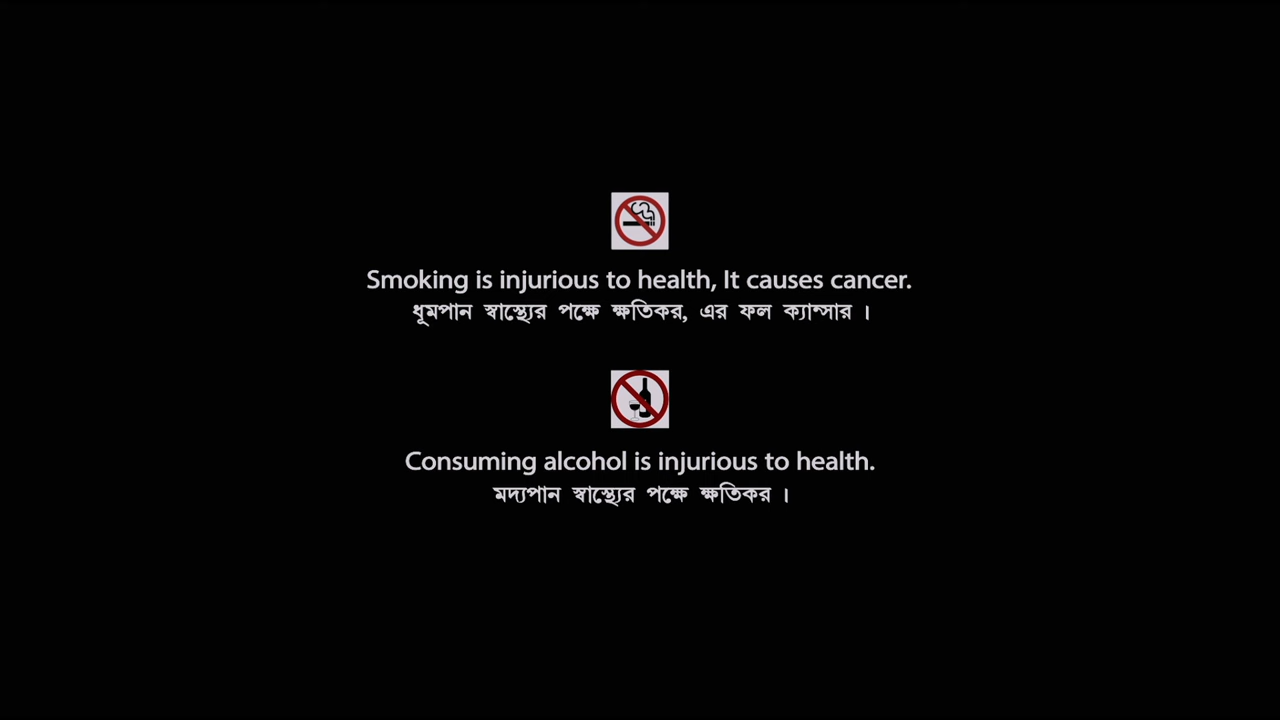 Smoking is injurious to health, It causes cancer.
ধূমপান স্বাস্থ্যের পক্ষে ক্ষতিকর, এর ফল ক্যান্সার ।
Consuming alcohol is injurious to health.
মদ্যপান স্বাস্থ্যের পক্ষে ক্ষতিকর ।